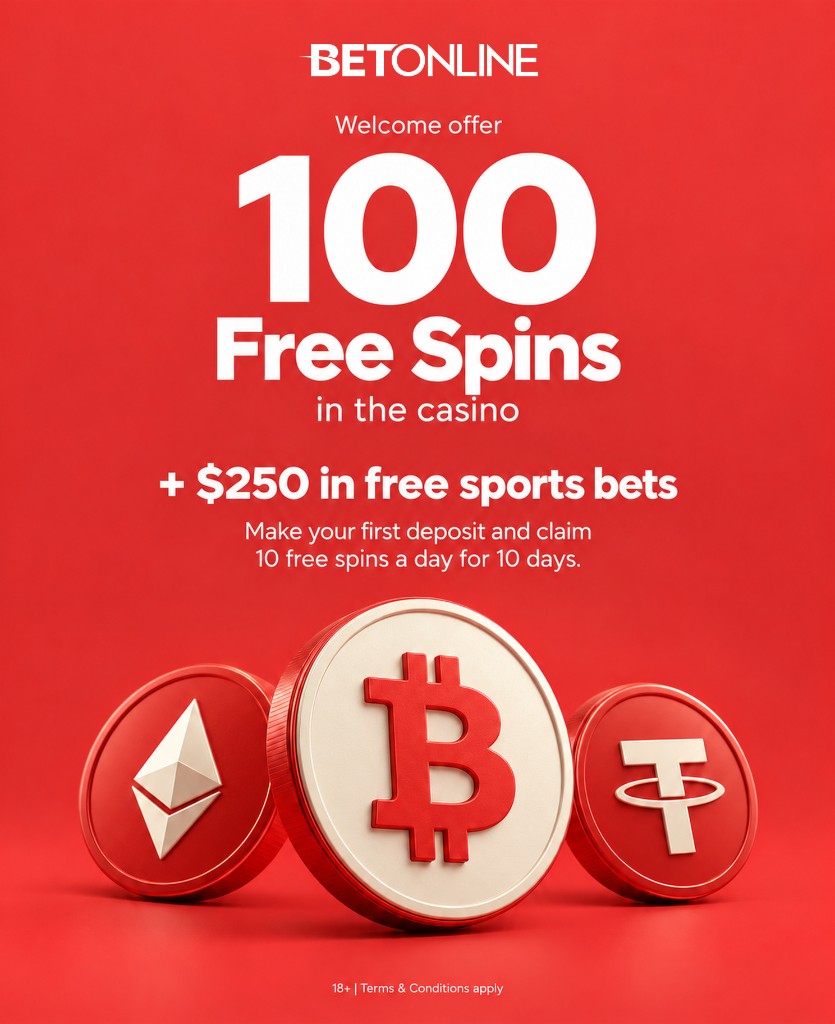 BETONLINE
Welcome offer
100
Free Spins
in the casino
+ $250 in free sports bets
Make your first deposit and claim
10 free spins a day for 10 days.
18+ | Terms & Conditions apply